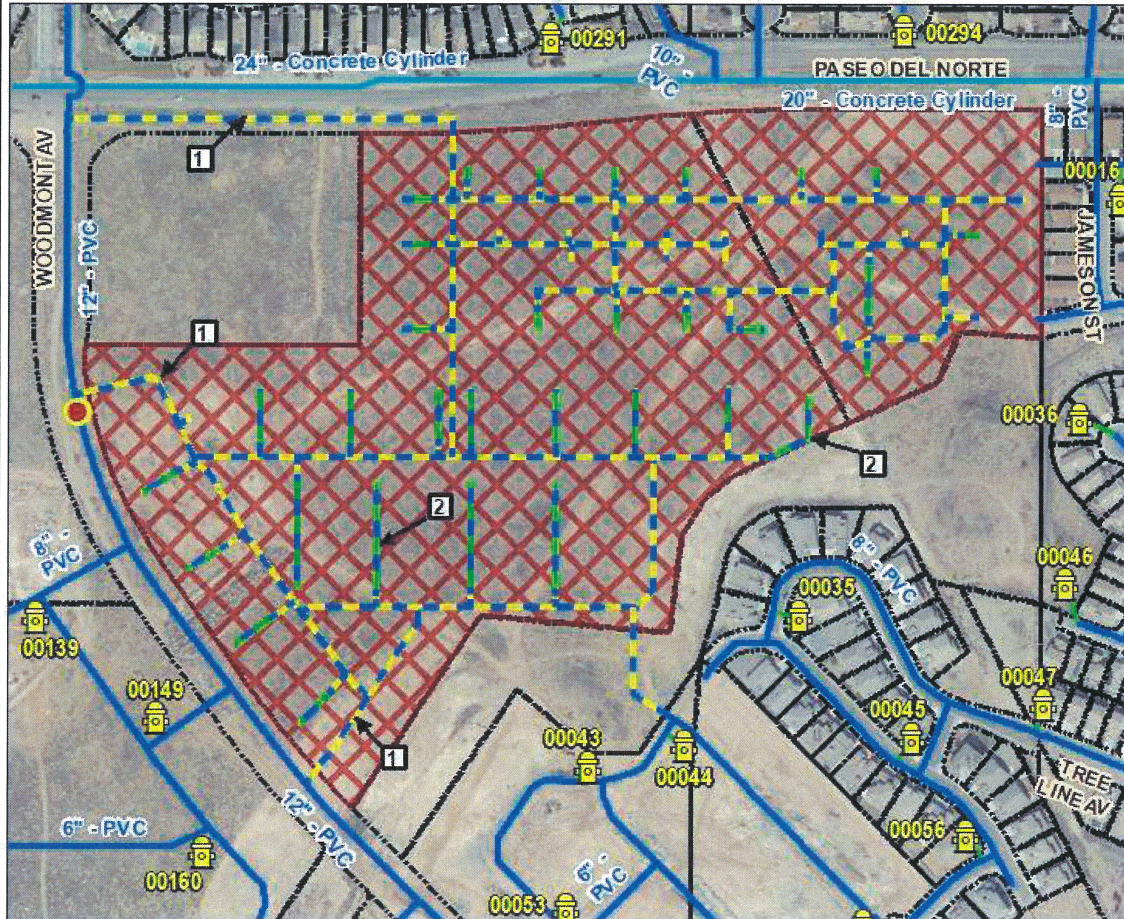 00291
00294
24" - Concrete Cylinder
10" -
PVC
PASEO DEL NORTE
20" - Concrete Cylinder
8" -
PVC
1
00016
WOODMONT AV
12" - PVC
JAMESON ST
1
00036
2
2
8" -
PVC
8" - PVC
00046
00035
00139
00149
00047
00045
00043
00044
1
TREE
LINE AV
12" - PVC
6" - PVC
00056
00160
6" -
PVC
00053